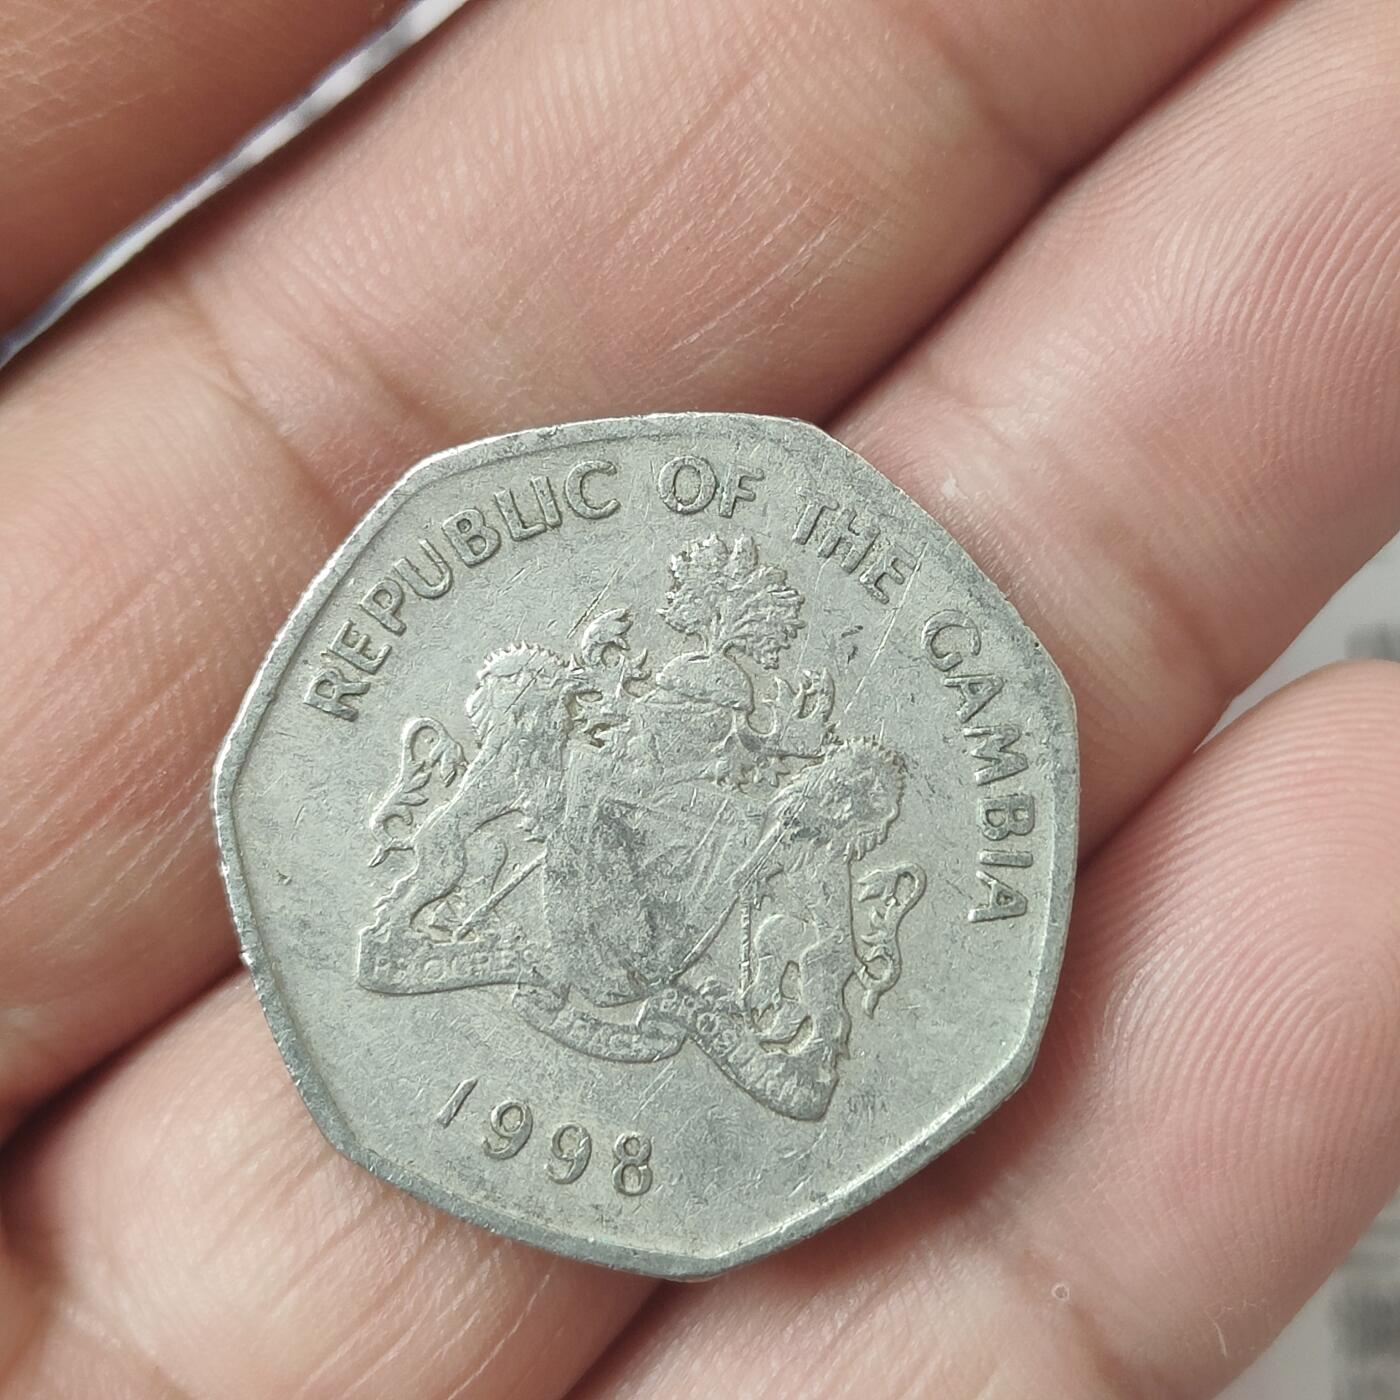 REPUBLIC OF THE GAMBIA
1998